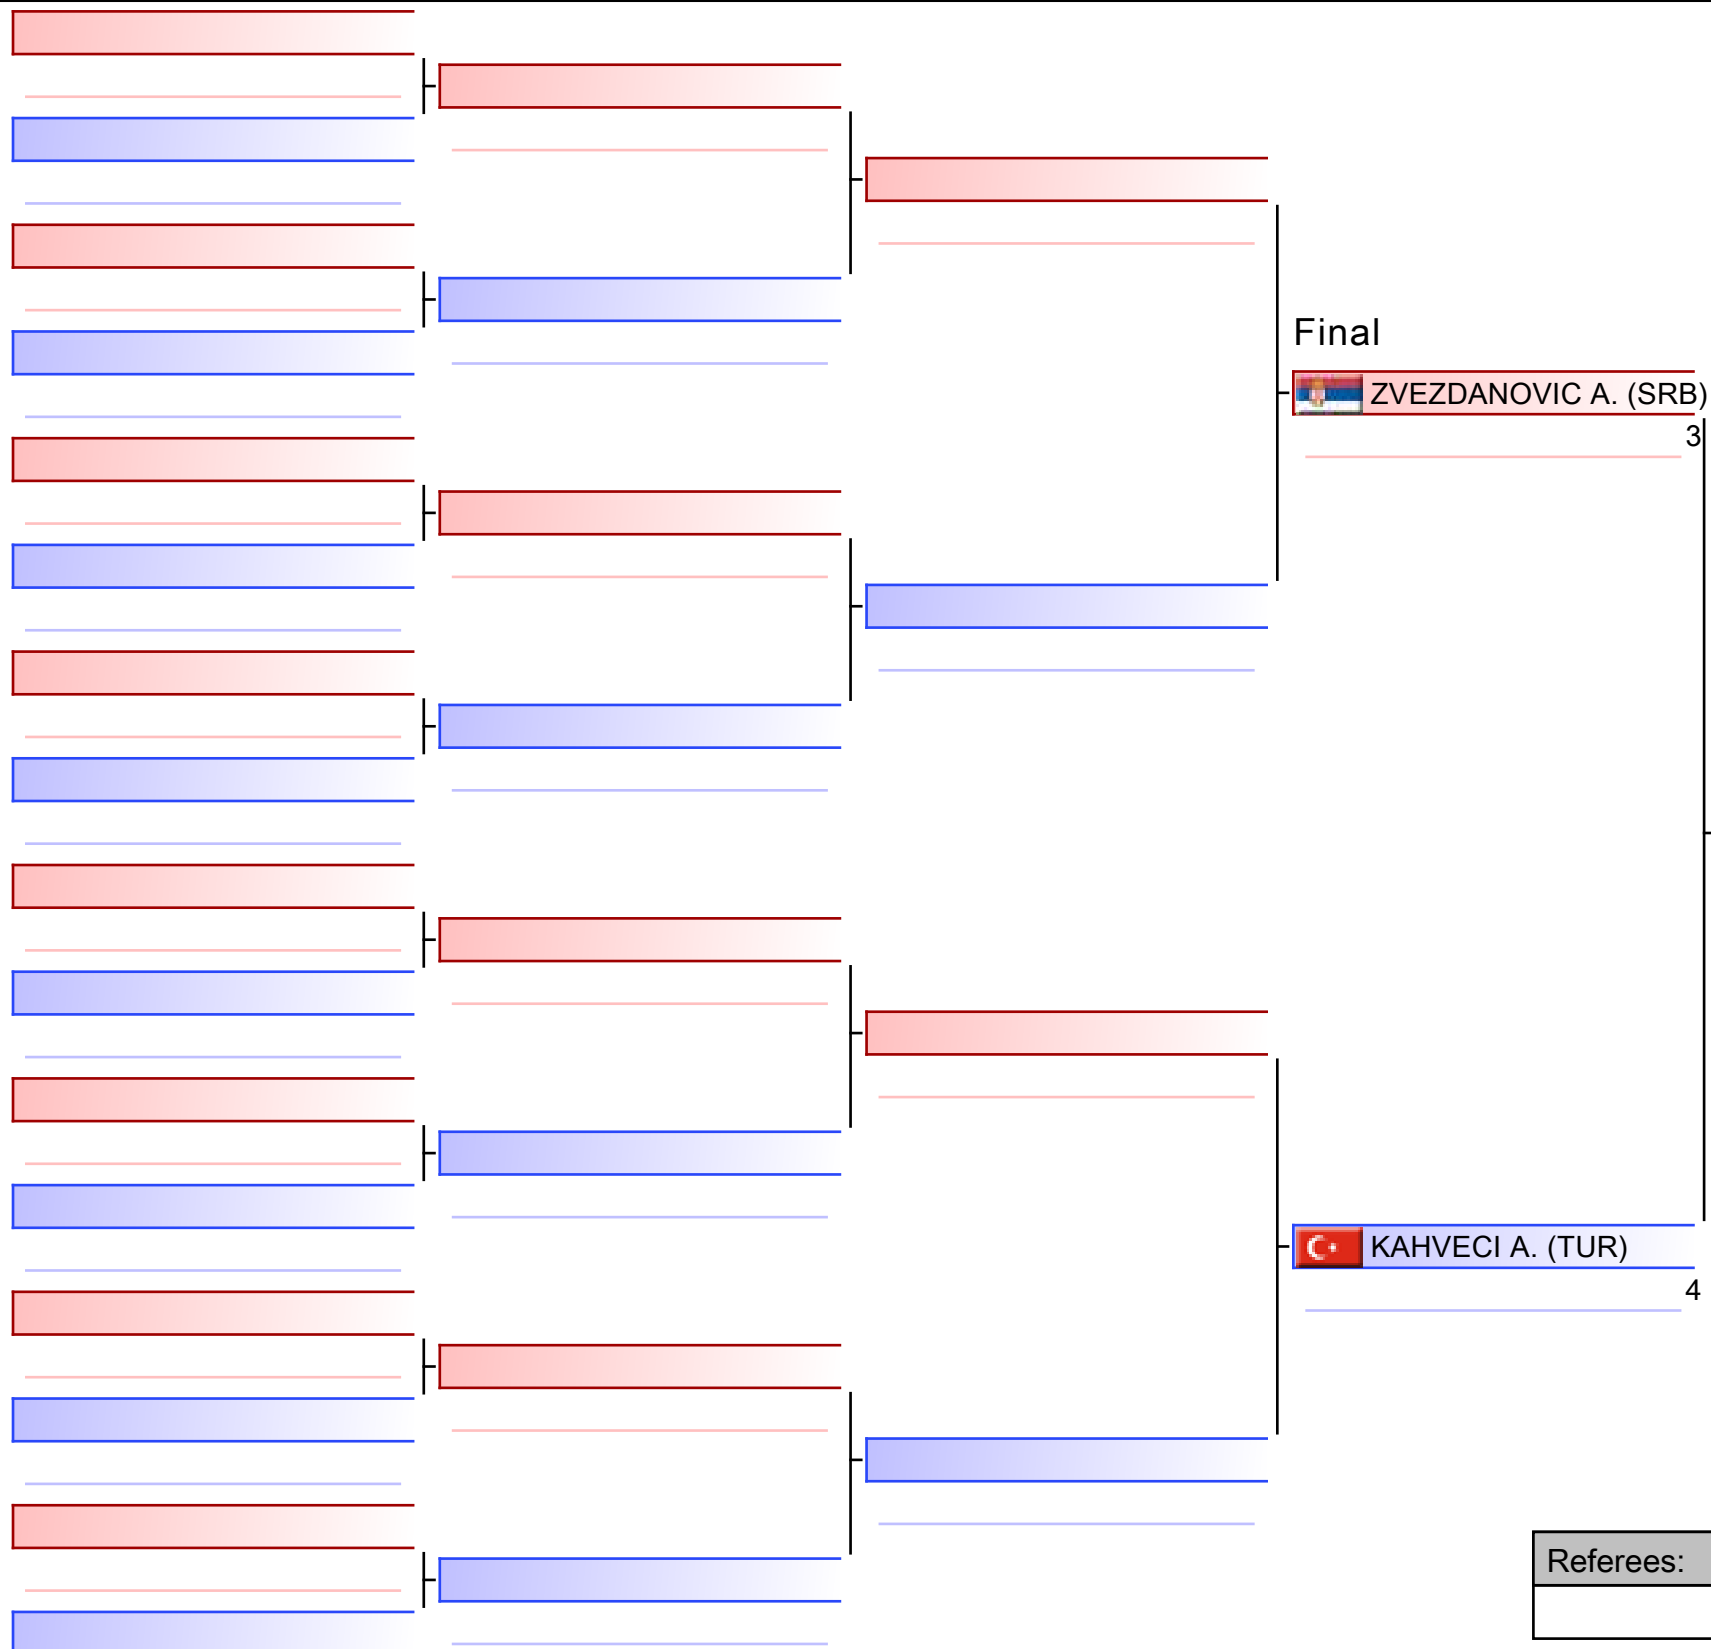 Final
ZVEZDANOVIC A. (SRB)
3
KAHVECI A. (TUR)
4
Referees: